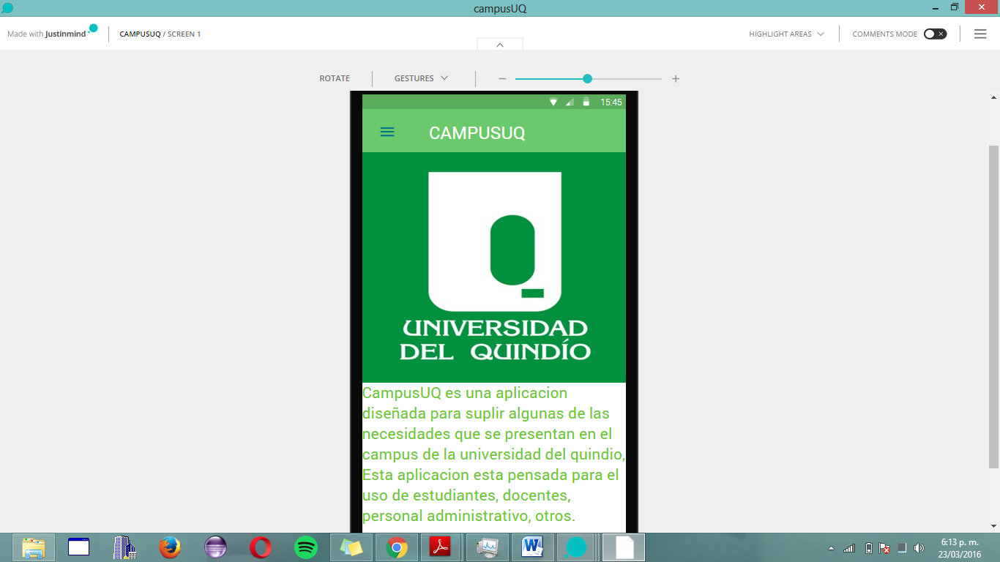 campusUQ
Made with Justinmind
CAMPUSUQ / SCREEN 1
HIGHLIGHT AREAS
COMMENTS MODE
ROTATE
GESTURES
15:45
CAMPUSUQ
UNIVERSIDAD
DEL QUINDÍO
CampusUQ es una aplicacion
diseñada para suplir algunas de las
necesidades que se presentan en el
campus de la universidad del quindio,
Esta aplicacion esta pensada para el
uso de estudiantes, docentes,
personal administrativo, otros.
6:13 p. m.
23/03/2016